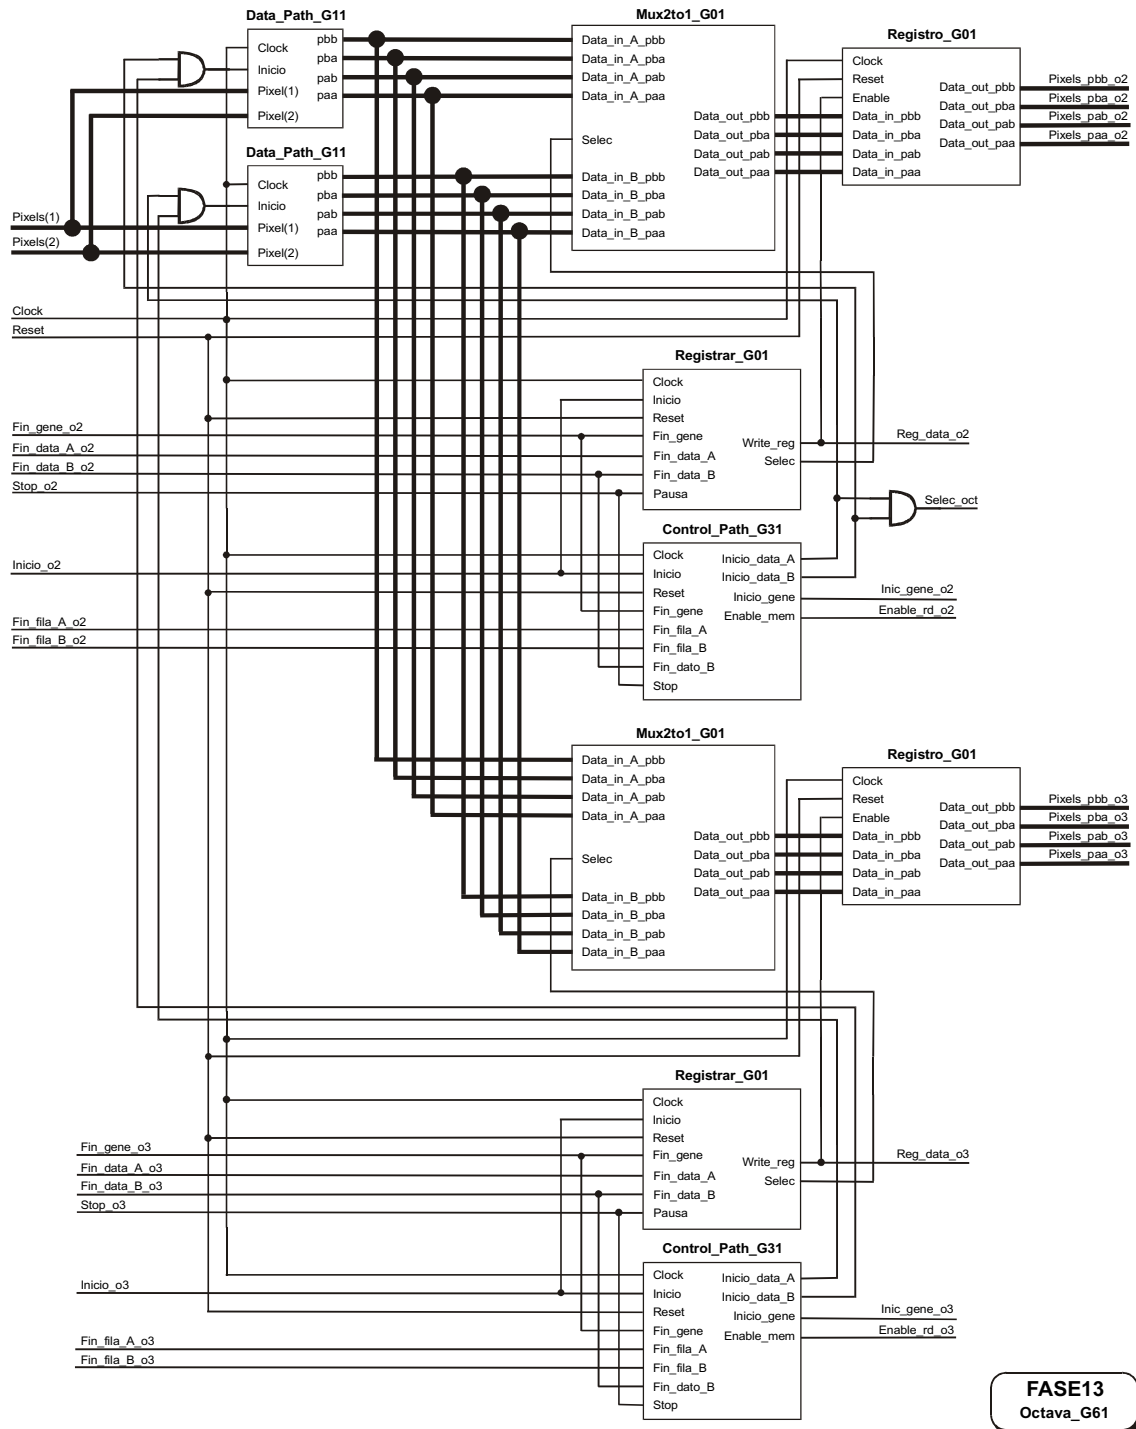 Data_Path_G11
Clock
Inicio
Pixel(1)
Pixel(2)
pbb
pba
pab
paa
Data_Path_G11
Clock
Inicio
Pixel(1)
Pixel(2)
pbb
pba
pab
paa
Pixels(1)
Pixels(2)
Mux2to1_G01
Data_in_A_pbb
Data_in_A_pba
Data_in_A_pab
Data_in_A_paa
Selec
Data_in_B_pbb
Data_in_B_pba
Data_in_B_pab
Data_in_B_paa
Data_out_pbb
Data_out_pba
Data_out_pab
Data_out_paa
Registro_G01
Clock
Reset
Enable
Data_in_pbb
Data_in_pba
Data_in_pab
Data_in_paa
Data_out_pbb
Data_out_pba
Data_out_pab
Data_out_paa
Pixels_pbb_o2
Pixels_pba_o2
Pixels_pab_o2
Pixels_paa_o2
Clock
Reset
Fin_gene_o2
Fin_data_A_o2
Fin_data_B_o2
Stop_o2
Registrar_G01
Clock
Inicio
Reset
Fin_gene
Fin_data_A
Fin_data_B
Pausa
Write_reg
Selec
Reg_data_o2
Selec_oct
Inicio_o2
Fin_fila_A_o2
Fin_fila_B_o2
Control_Path_G31
Clock
Inicio
Reset
Fin_gene
Fin_fila_A
Fin_fila_B
Fin_dato_B
Stop
Inicio_data_A
Inicio_data_B
Inicio_gene
Enable_mem
Inic_gene_o2
Enable_rd_o2
Mux2to1_G01
Data_in_A_pbb
Data_in_A_pba
Data_in_A_pab
Data_in_A_paa
Selec
Data_in_B_pbb
Data_in_B_pba
Data_in_B_pab
Data_in_B_paa
Data_out_pbb
Data_out_pba
Data_out_pab
Data_out_paa
Registro_G01
Clock
Reset
Enable
Data_in_pbb
Data_in_pba
Data_in_pab
Data_in_paa
Data_out_pbb
Data_out_pba
Data_out_pab
Data_out_paa
Pixels_pbb_o3
Pixels_pba_o3
Pixels_pab_o3
Pixels_paa_o3
Fin_gene_o3
Fin_data_A_o3
Fin_data_B_o3
Stop_o3
Registrar_G01
Clock
Inicio
Reset
Fin_gene
Fin_data_A
Fin_data_B
Pausa
Write_reg
Selec
Reg_data_o3
Inicio_o3
Fin_fila_A_o3
Fin_fila_B_o3
Control_Path_G31
Clock
Inicio
Reset
Fin_gene
Fin_fila_A
Fin_fila_B
Fin_dato_B
Stop
Inicio_data_A
Inicio_data_B
Inicio_gene
Enable_mem
Inic_gene_o3
Enable_rd_o3
FASE13
Octava_G61